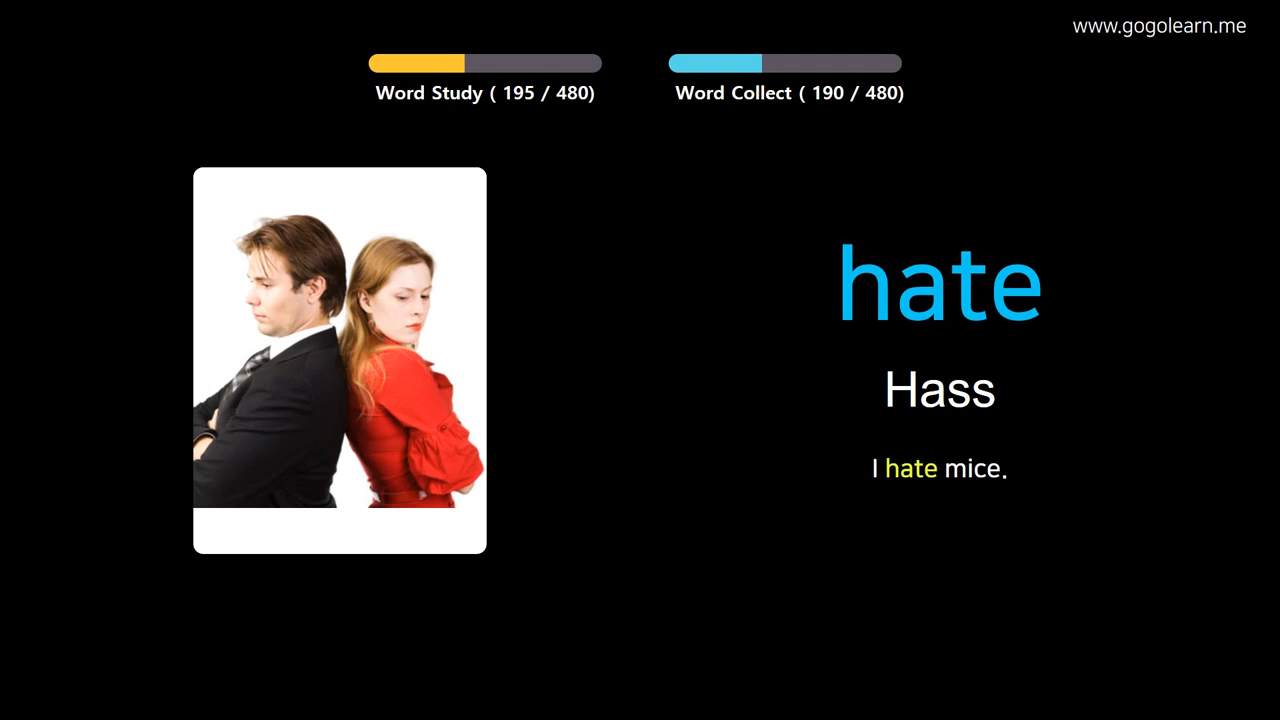 www.gogolearn.me
Word Study ( 195 / 480)
Word Collect ( 190 / 480)
hate
Hass
I hate mice.